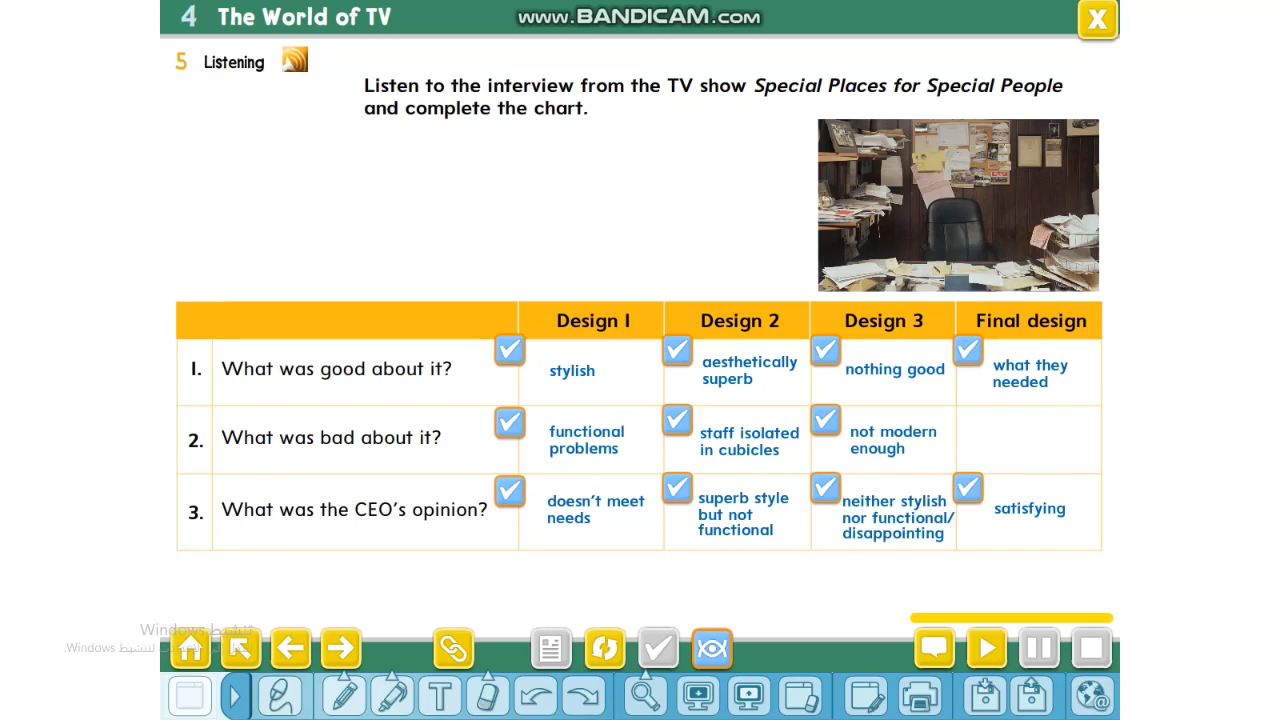 4 The World of TV
www.BANDICAM.com
X
5 Listening
Listen to the interview from the TV show Special Places for Special People
and complete the chart.
Design 1 Design 2 Design 3 Final design
1. What was good about it?
stylish
aesthetically
superb
nothing good
what they
needed
2. What was bad about it?
functional
problems
staff isolated
in cubicles
not modern
enough
3. What was the CEO's opinion?
doesn't meet
needs
superb style
but not
functional
neither stylish
nor functional/
disappointing
satisfying
تنشيط Windows
لتنشيط Windows.
T